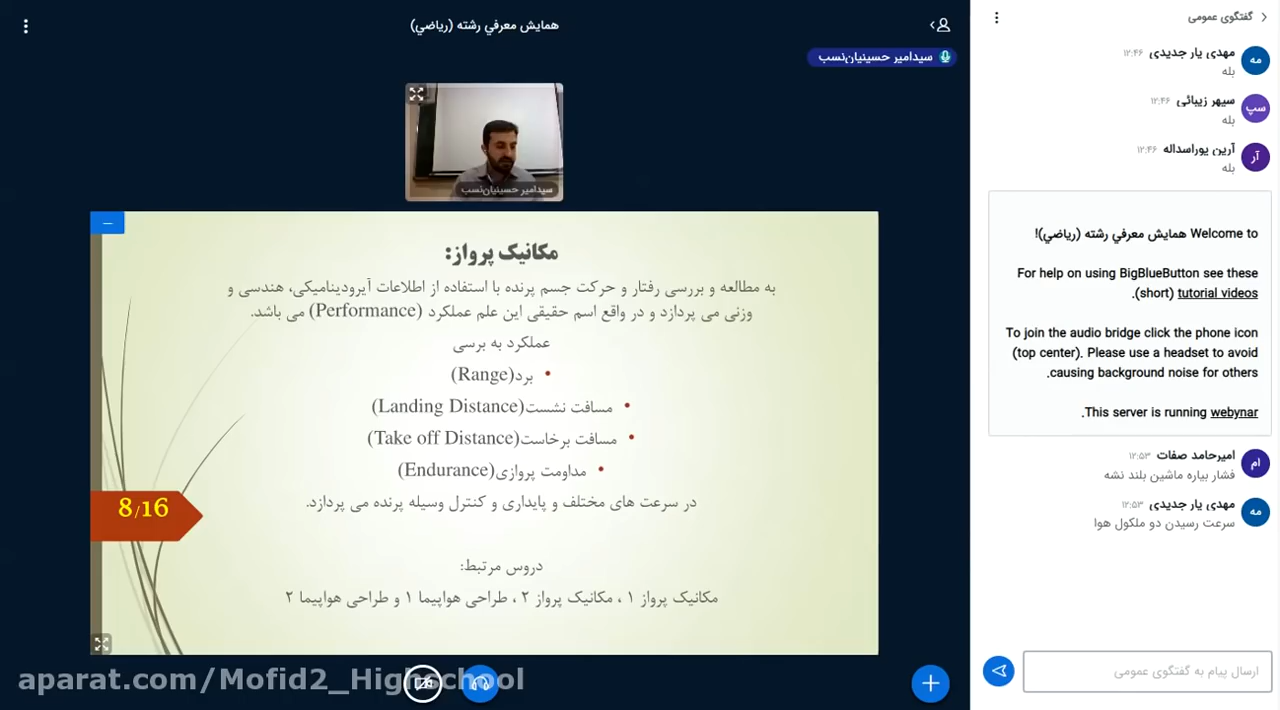 همایش معرفي رشته (ریاضي)
سیدامیر حسینیان‌نسب
سیدامیر حسینیان‌نسب
مکانیک پرواز:
به مطالعه و بررسی رفتار و حرکت جسم پرنده با استفاده از اطلاعات آیرودینامیکی، هندسی و
وزنی می پردازد و در واقع اسم حقیقی این علم عملکرد (Performance) می باشد.
عملکرد به برسی
• برد(Range)
• مسافت نشست(Landing Distance)
• مسافت برخاست(Take off Distance)
• مداومت پروازی(Endurance)
در سرعت های مختلف و پایداری و کنترل وسیله پرنده می پردازد.
8/16
دروس مرتبط:
مکانیک پرواز ۱ ، مکانیک پرواز ۲ ، طراحی هواپیما ۱ و طراحی هواپیما ۲
aparat.com/Mofid2_Highschool
گفتگوی عمومی
مه
مهدی یار جدیدی ۱۲:۴۶
بله
سپ
سپهر زیبائی ۱۲:۴۶
بله
آر
آرین پوراسداله ۱۲:۴۶
بله
Welcome to همایش معرفي رشته (ریاضي)!
For help on using BigBlueButton see these
(short) tutorial videos.
To join the audio bridge click the phone icon
(top center). Please use a headset to avoid
causing background noise for others.
This server is running webynar.
ام
امیرحامد صفات ۱۲:۵۳
فشار بیاره ماشین بلند نشه
مه
مهدی یار جدیدی ۱۲:۵۳
سرعت رسیدن دو ملکول هوا
ارسال پیام به گفتگوی عمومی